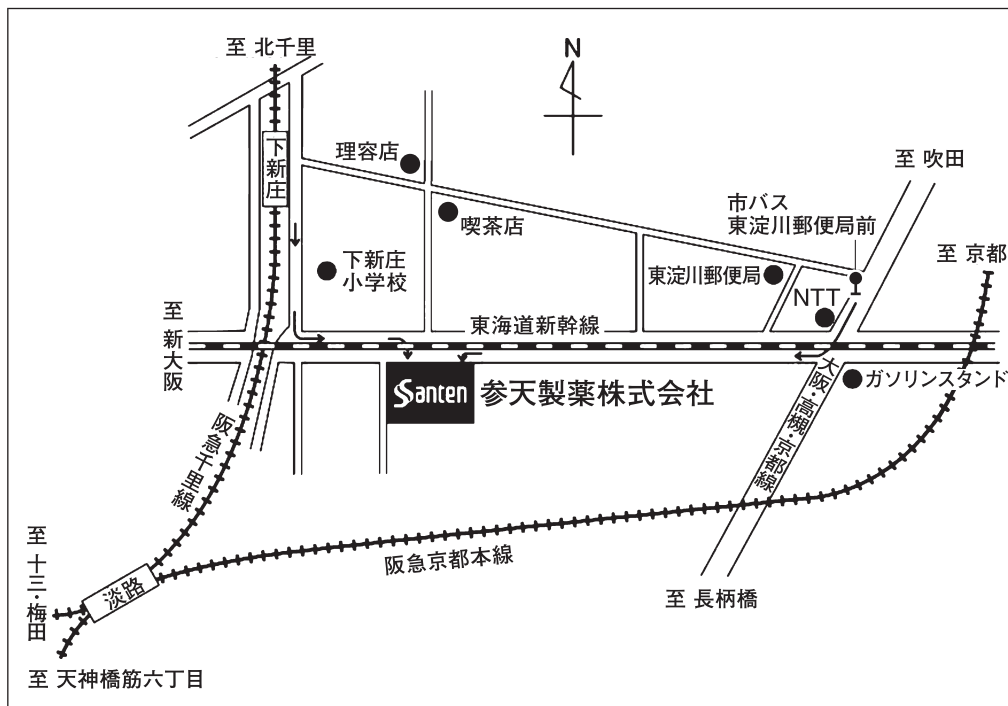 至 北千里
N
下新庄
理容店
至 吹田
市バス
東淀川郵便局前
喫茶店
至 京都
下新庄
小学校
東淀川郵便局
NTT
至 新大阪
東海道新幹線
Santen 参天製薬株式会社
ガソリンスタンド
大阪・高槻・京都線
阪急千里線
阪急京都本線
至 十三・梅田
淡路
至 長柄橋
至 天神橋筋六丁目